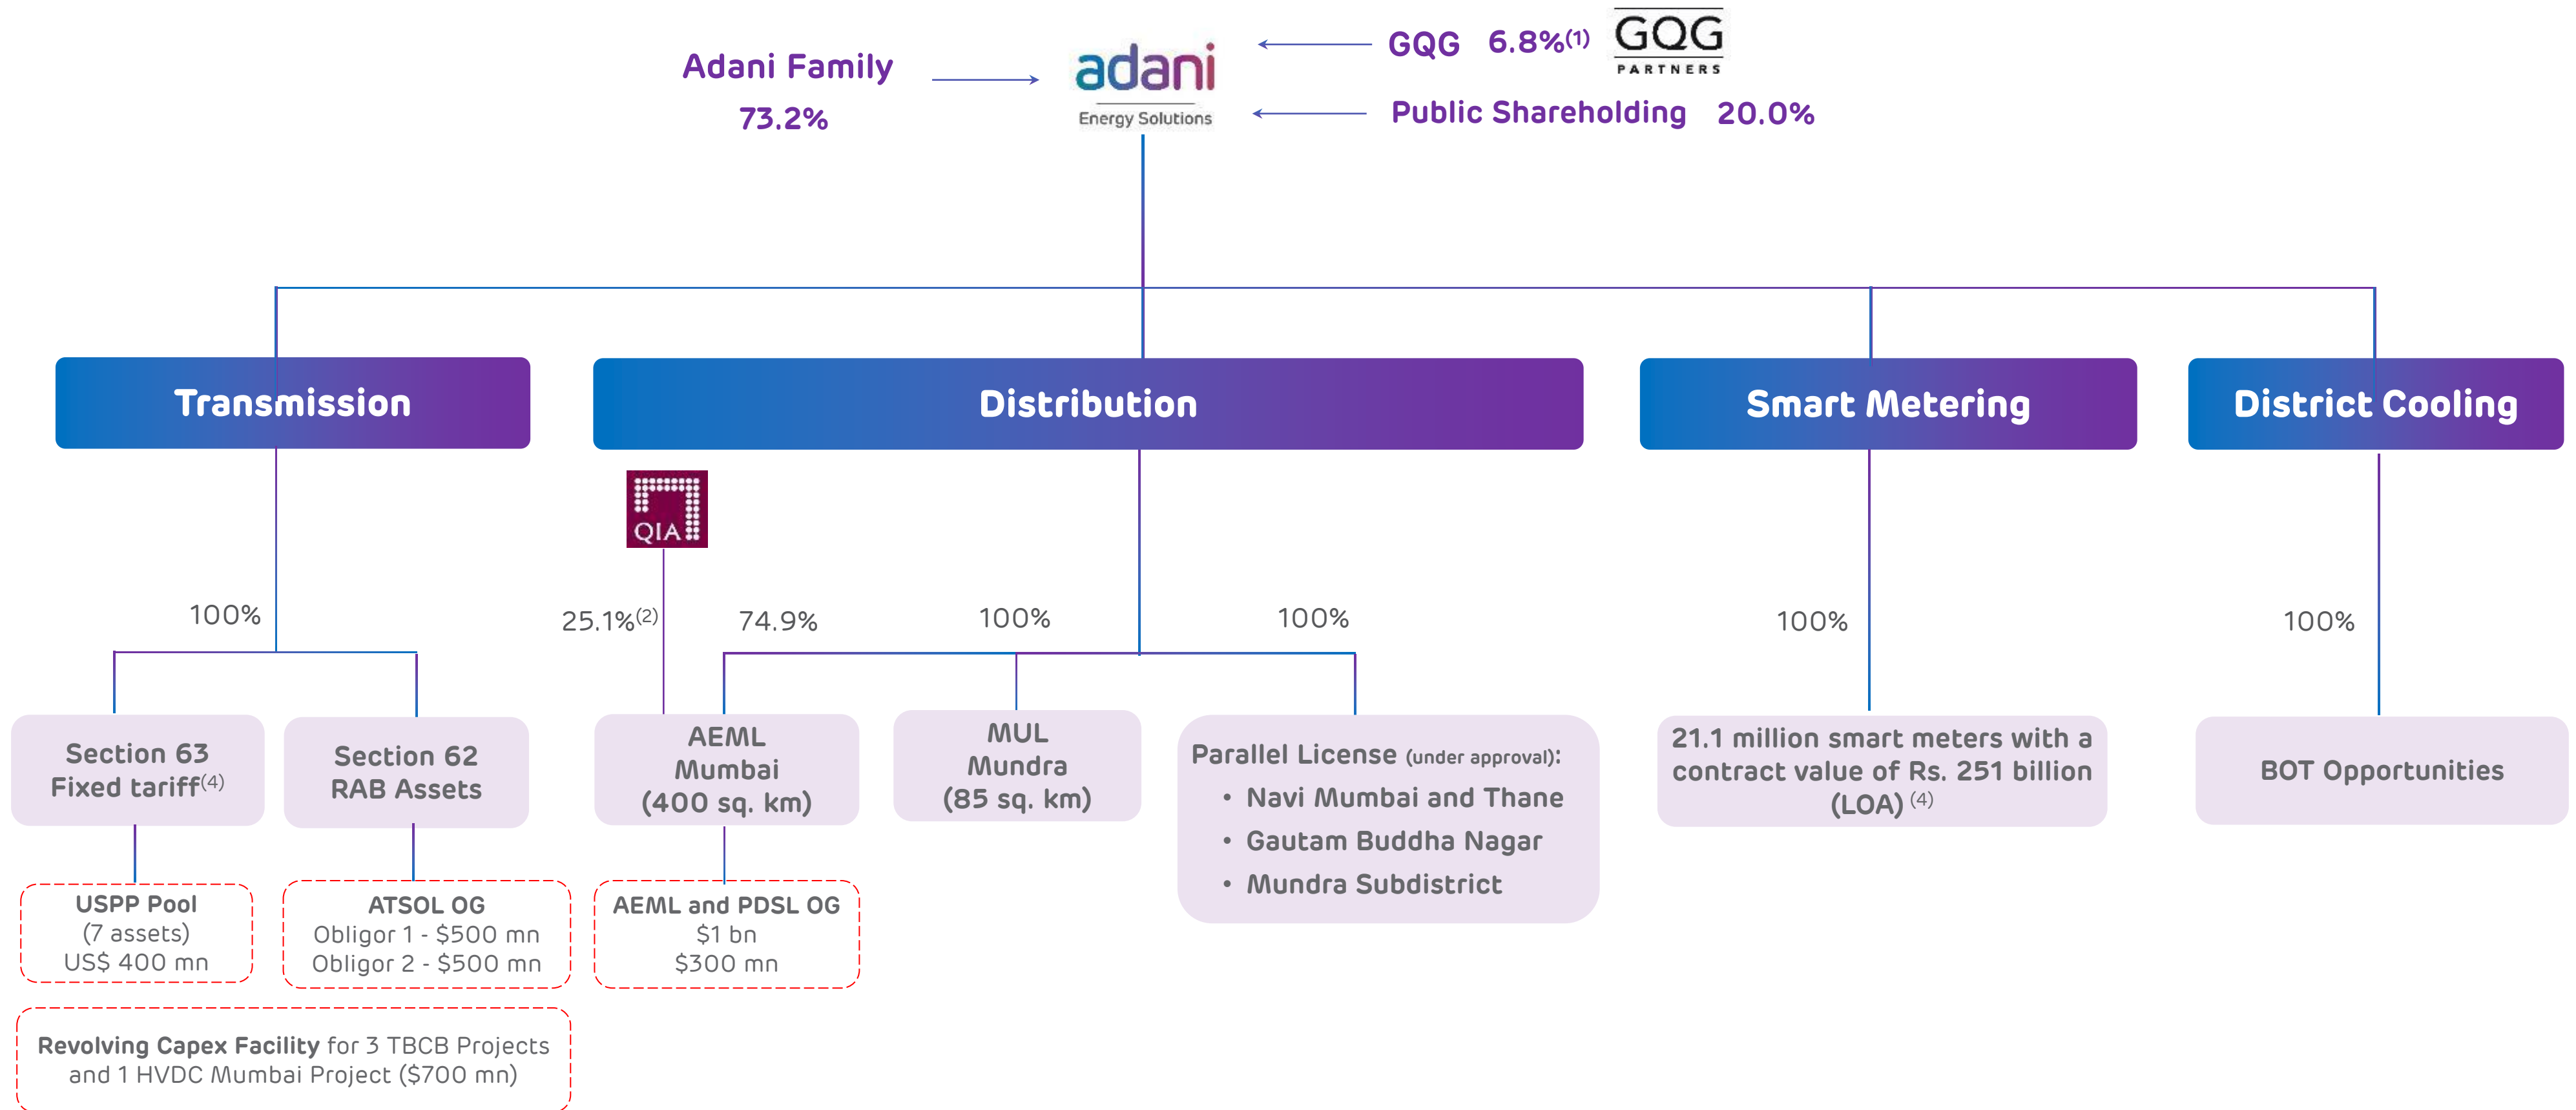 Adani Family
73.2%
adani
Energy Solutions
GQG 6.8%(1)
GQG
PARTNERS
Public Shareholding 20.0%
Transmission
Distribution
Smart Metering
District Cooling
QIA
100%
25.1%(2)
74.9%
100%
100%
100%
100%
Section 63
Fixed tariff(4)
Section 62
RAB Assets
AEML
Mumbai
(400 sq. km)
MUL
Mundra
(85 sq. km)
Parallel License (under approval):
• Navi Mumbai and Thane
• Gautam Buddha Nagar
• Mundra Subdistrict
21.1 million smart meters with a
contract value of Rs. 251 billion
(LOA) (4)
BOT Opportunities
USPP Pool
(7 assets)
US$ 400 mn
ATSOL OG
Obligor 1 - $500 mn
Obligor 2 - $500 mn
AEML and PDSL OG
$1 bn
$300 mn
Revolving Capex Facility for 3 TBCB Projects
and 1 HVDC Mumbai Project ($700 mn)